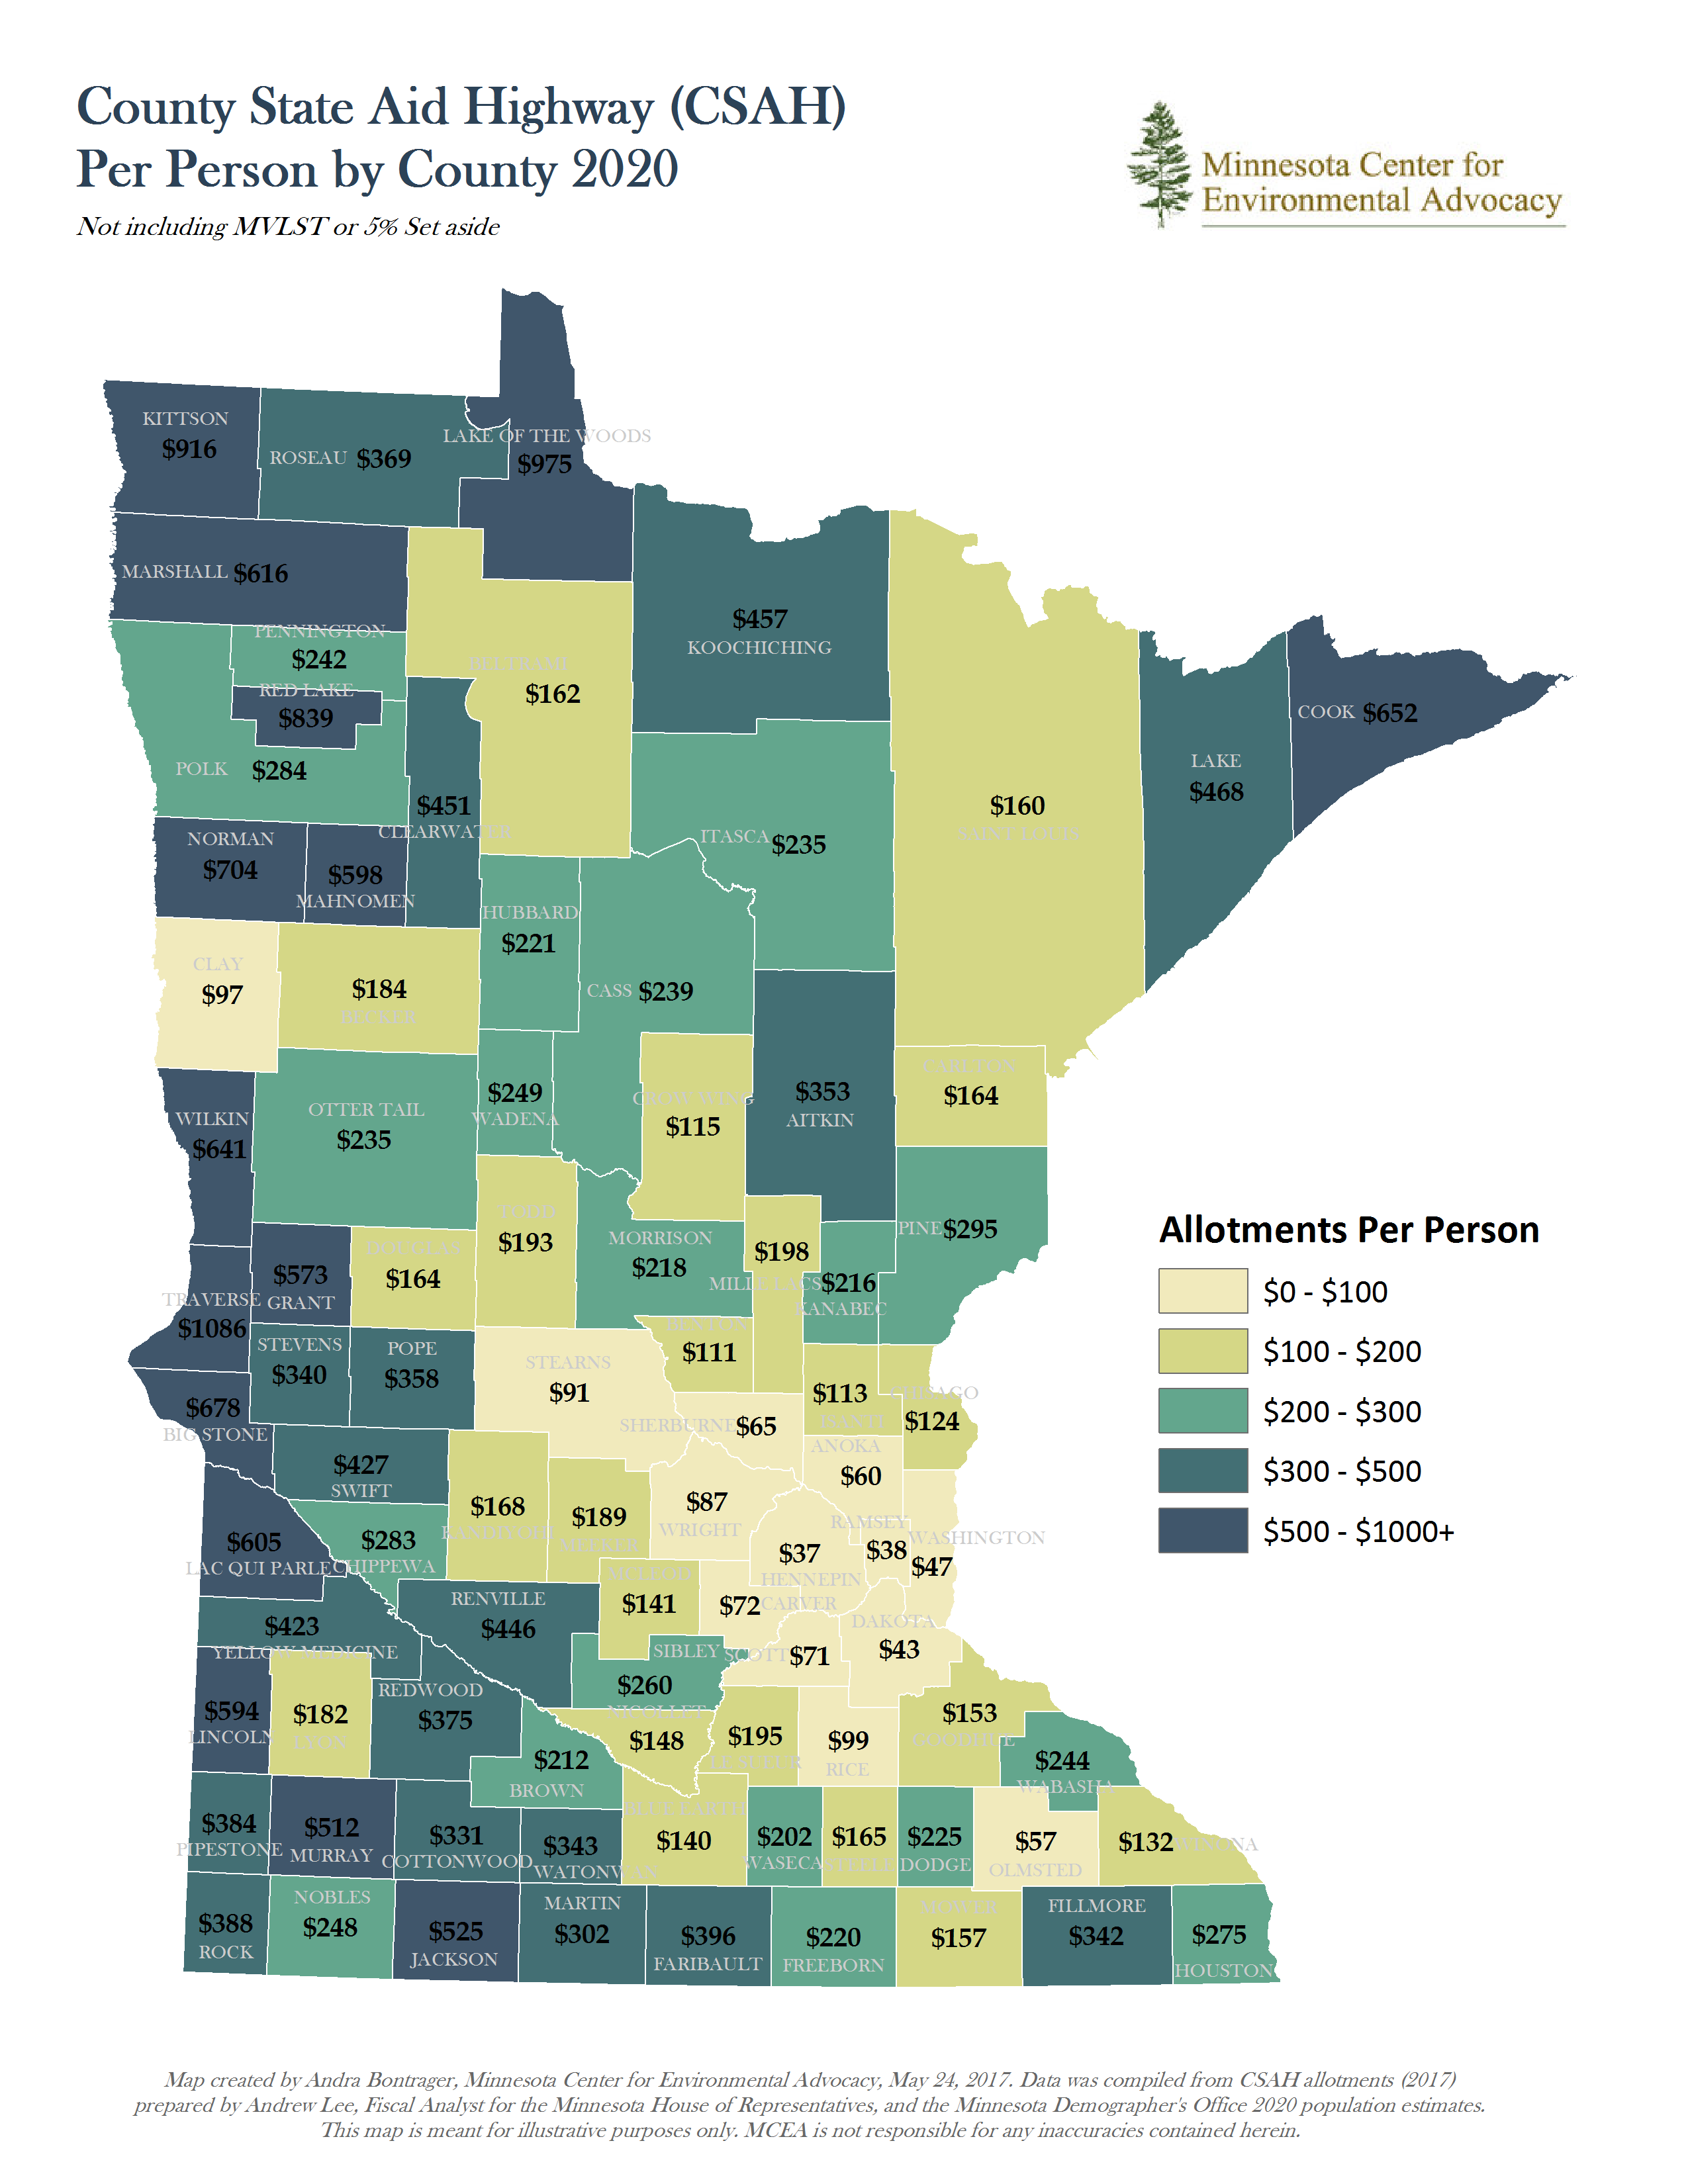 County State Aid Highway (CSAH)
Per Person by County 2020
Not including MVLST or 5% Set aside
Minnesota Center for
Environmental Advocacy
KITTSON
$916
ROSEAU $369
LAKE OF THE WOODS
$975
MARSHALL $616
PENNINGTON
$242
RED LAKE
$839
POLK $284
BELTRAMI
$162
$457
KOOCHICHING
$160
SAINT LOUIS
LAKE
$468
COOK $652
$451
CLEARWATER
NORMAN
$704
$598
MAHNOMEN
ITASCA $235
HUBBARD
$221
CASS $239
CLAY
$97
$184
BECKER
WILKIN
$641
OTTER TAIL
$235
$249
WADENA
CROW WING
$115
$353
AITKIN
CARLTON
$164
PINE $295
TRAVERSE
$1086
$573
GRANT
DOUGLAS
$164
TODD
$193
MORRISON
$218
$198
MILLE LACS
$216
KANABEC
STEVENS
$340
POPE
$358
STEARNS
$91
BENTON
$111
SHERBURNE $65
$113
ISANTI
CHISAGO
$124
$678
BIG STONE
$427
SWIFT
$168
KANDIYOHI
$189
MEEKER
$87
WRIGHT
ANOKA
$60
RAMSEY
$38
WASHINGTON
$47
$37
HENNEPIN
$605
LAC QUI PARLE
$283
CHIPPEWA
RENVILLE
$446
MCLEOD
$141
$72 CARVER
DAKOTA
$43
SCOTT $71
$423
YELLOW MEDICINE
SIBLEY
$260
$594
LINCOLN
$182
LYON
REDWOOD
$375
NICOLLET
$148
$195
LE SUEUR
$99
RICE
$153
GOODHUE
$244
WABASHA
$212
BROWN
$384
PIPESTONE
$512
MURRAY
$331
COTTONWOOD
$343
WATONWAN
BLUE EARTH
$140
$202
WASECA
$165
STEELE
$225
DODGE
$57
OLMSTED
$132 WINONA
$388
ROCK
NOBLES
$248
$525
JACKSON
MARTIN
$302
$396
FARIBAULT
$220
FREEBORN
MOWER
$157
FILLMORE
$342
$275
HOUSTON
Allotments Per Person
$0 - $100
$100 - $200
$200 - $300
$300 - $500
$500 - $1000+
Map created by Andra Bontrager, Minnesota Center for Environmental Advocacy, May 24, 2017. Data was compiled from CSAH allotments (2017)
prepared by Andrew Lee, Fiscal Analyst for the Minnesota House of Representatives, and the Minnesota Demographer's Office 2020 population estimates.
This map is meant for illustrative purposes only. MCEA is not responsible for any inaccuracies contained herein.